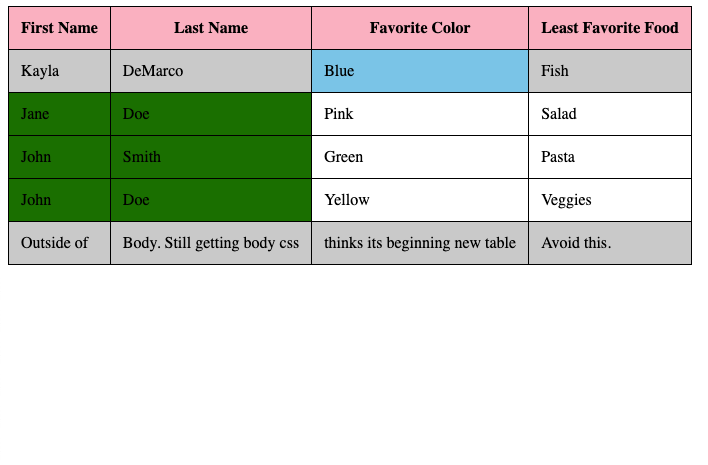 First Name Last Name Favorite Color Least Favorite Food
Kayla DeMarco Blue Fish
Jane Doe Pink Salad
John Smith Green Pasta
John Doe Yellow Veggies
Outside of Body. Still getting body css thinks its beginning new table Avoid this.